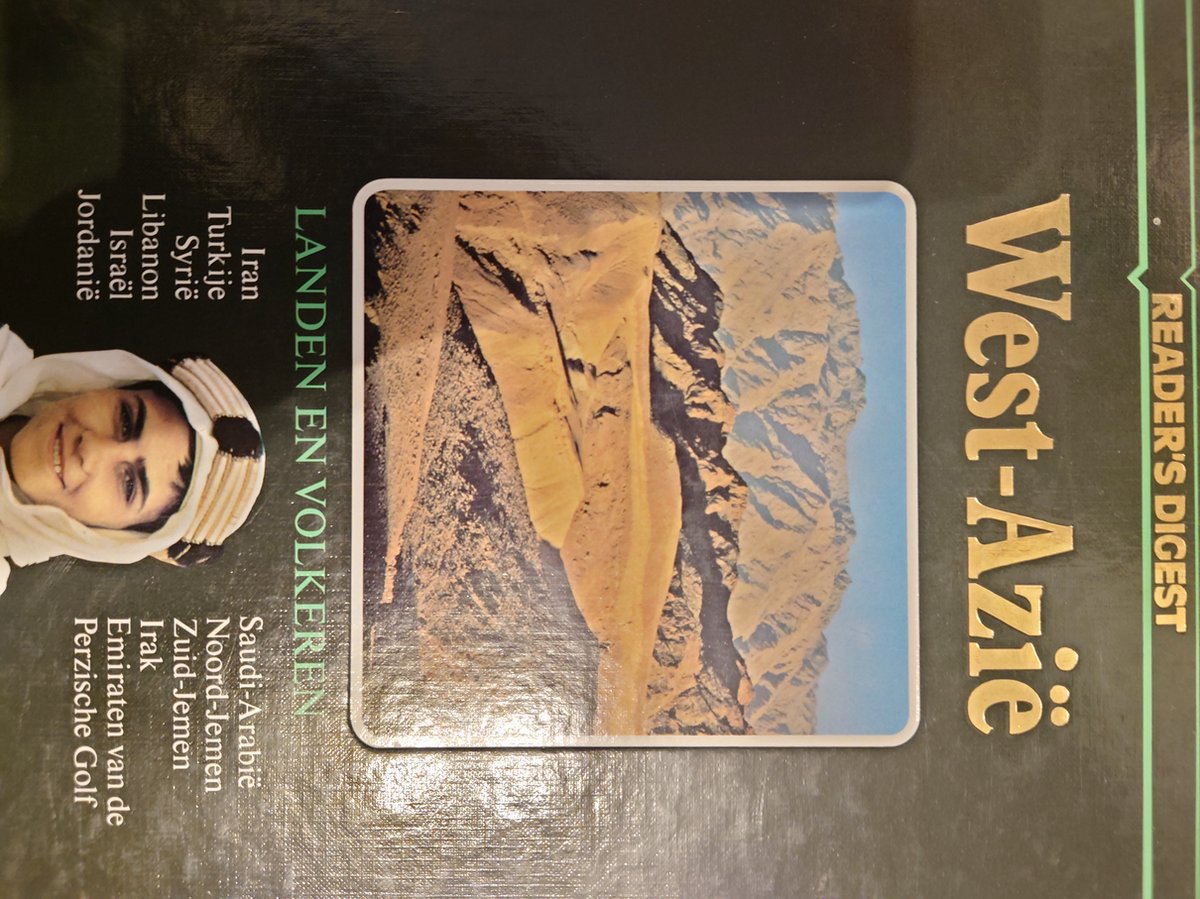 READER'S DIGEST
West-Azië
LANDEN EN VOLKEREN
Iran
Turkije
Syrië
Libanon
Israël
Jordanië
Saudi-Arabië
Noord-Jemen
Zuid-Jemen
Irak
Emiraten van de
Perzische Golf